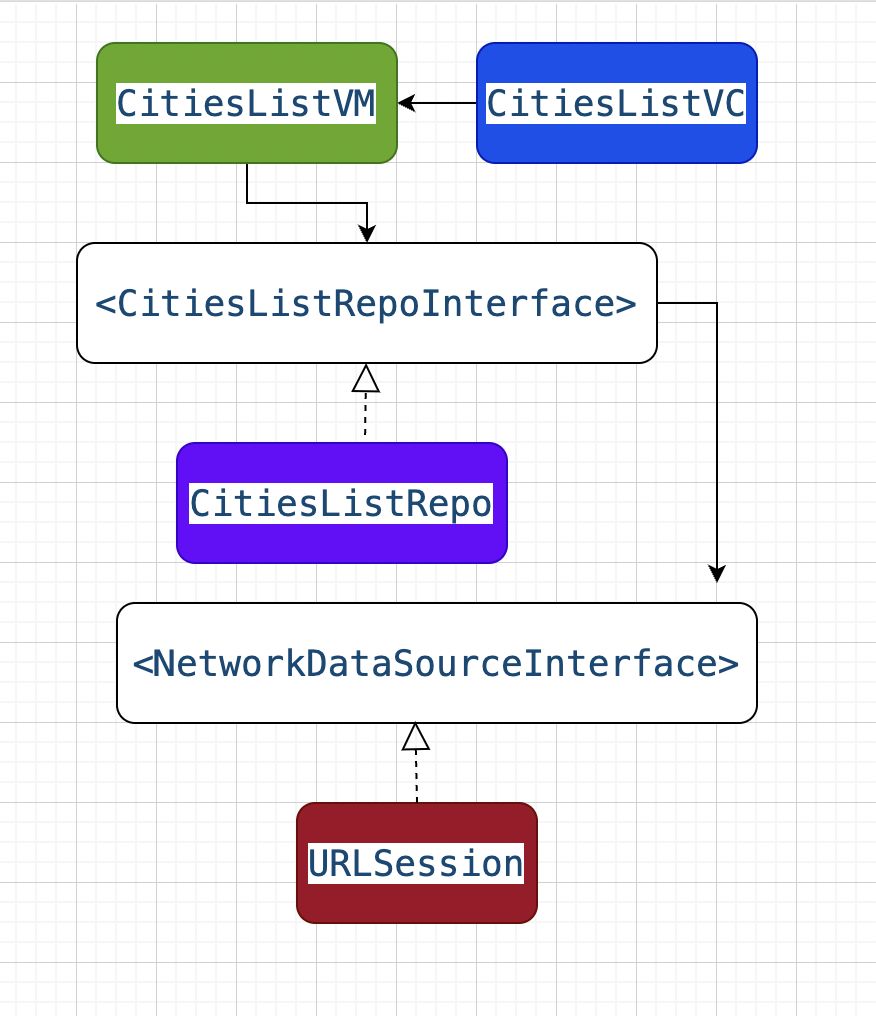 CitiesListVM
CitiesListVC
<CitiesListRepoInterface>
CitiesListRepo
<NetworkDataSourceInterface>
URLSession